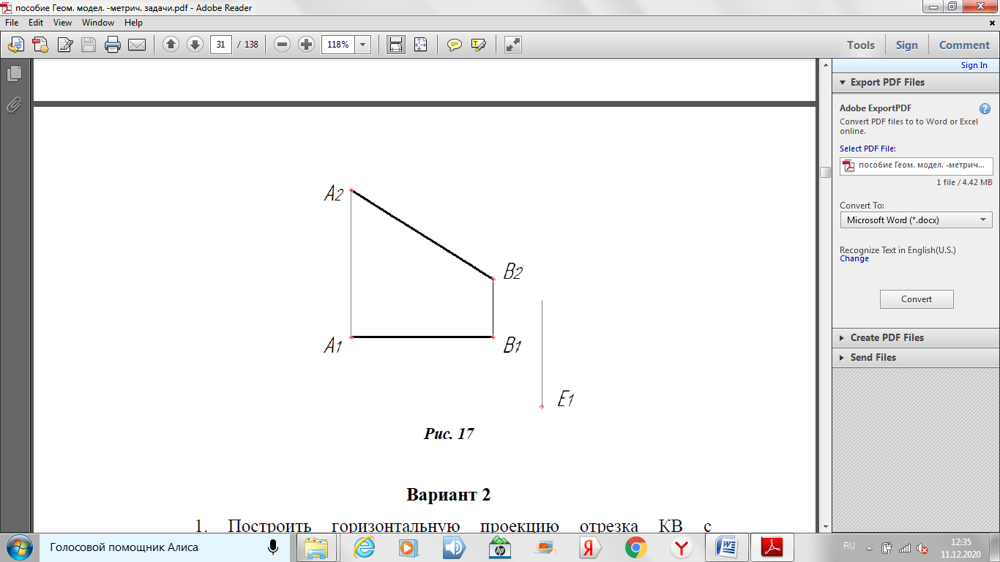 пособие Геом. модел. -метрич. задачи.pdf - Adobe Reader
File Edit View Window Help
31 / 138 118% Tools Sign Comment
Sign In
Export PDF Files
Adobe ExportPDF
Convert PDF files to to Word or Excel
online.
Select PDF File:
пособие Геом. модел. -метрич...
1 file / 4.42 MB
Convert To:
Microsoft Word (*.docx)
Recognize Text in English(U.S.)
Change
Convert
Create PDF Files
Send Files
A2
B2
A1
B1
E1
Рис. 17
Вариант 2
1. Построить горизонтальную проекцию отрезка КВ с
Голосовой помощник Алиса
RU
12:35
11.12.2020